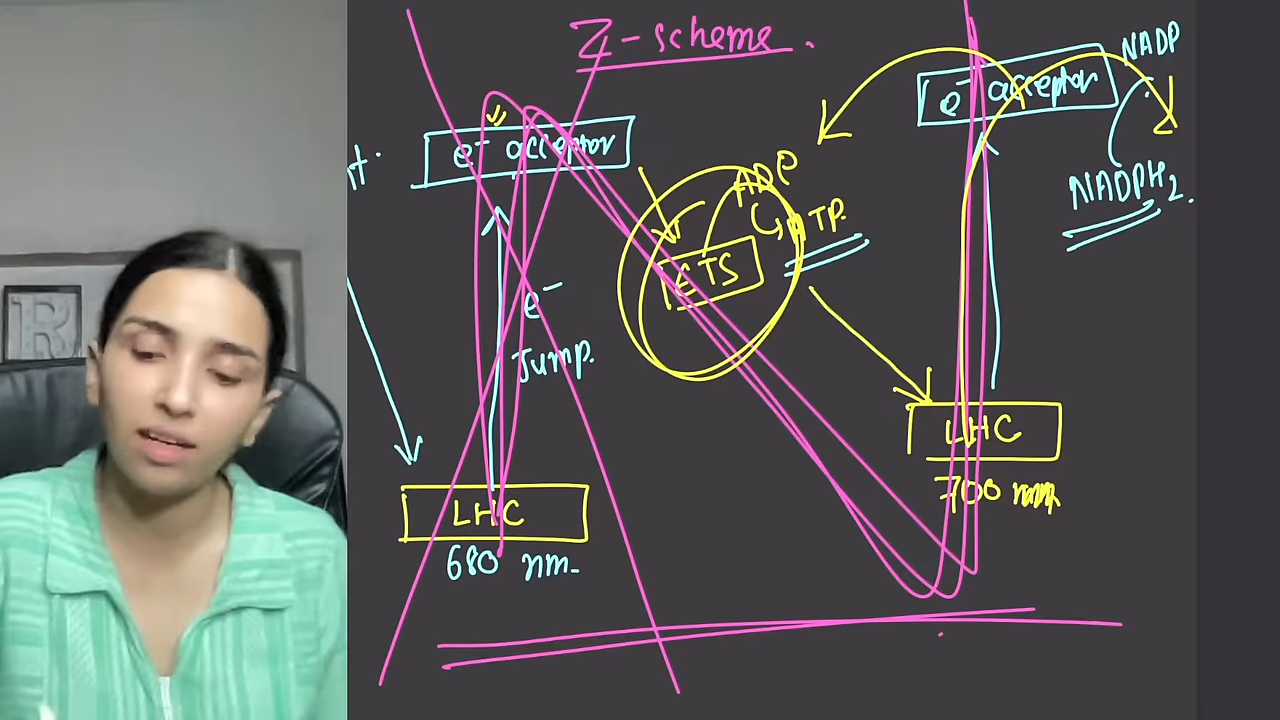 Z-scheme.
e⁻ acceptor
e⁻
Jump.
LHC
680 nm.
ADP
ATP.
ETS
e⁻ acceptor
NADP
NADPH₂.
LHC
700 nm
R